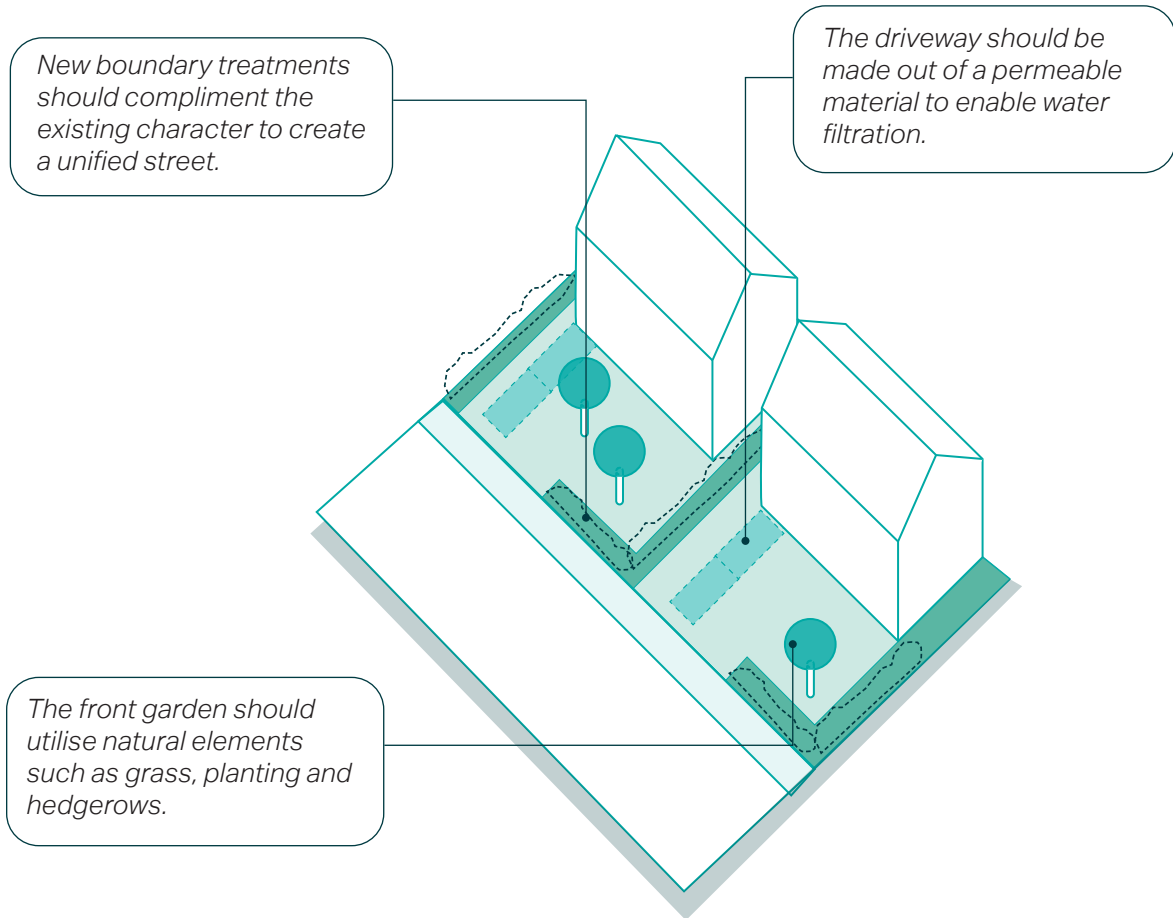 New boundary treatments
should compliment the
existing character to create
a unified street.
The driveway should be
made out of a permeable
material to enable water
filtration.
The front garden should
utilise natural elements
such as grass, planting and
hedgerows.